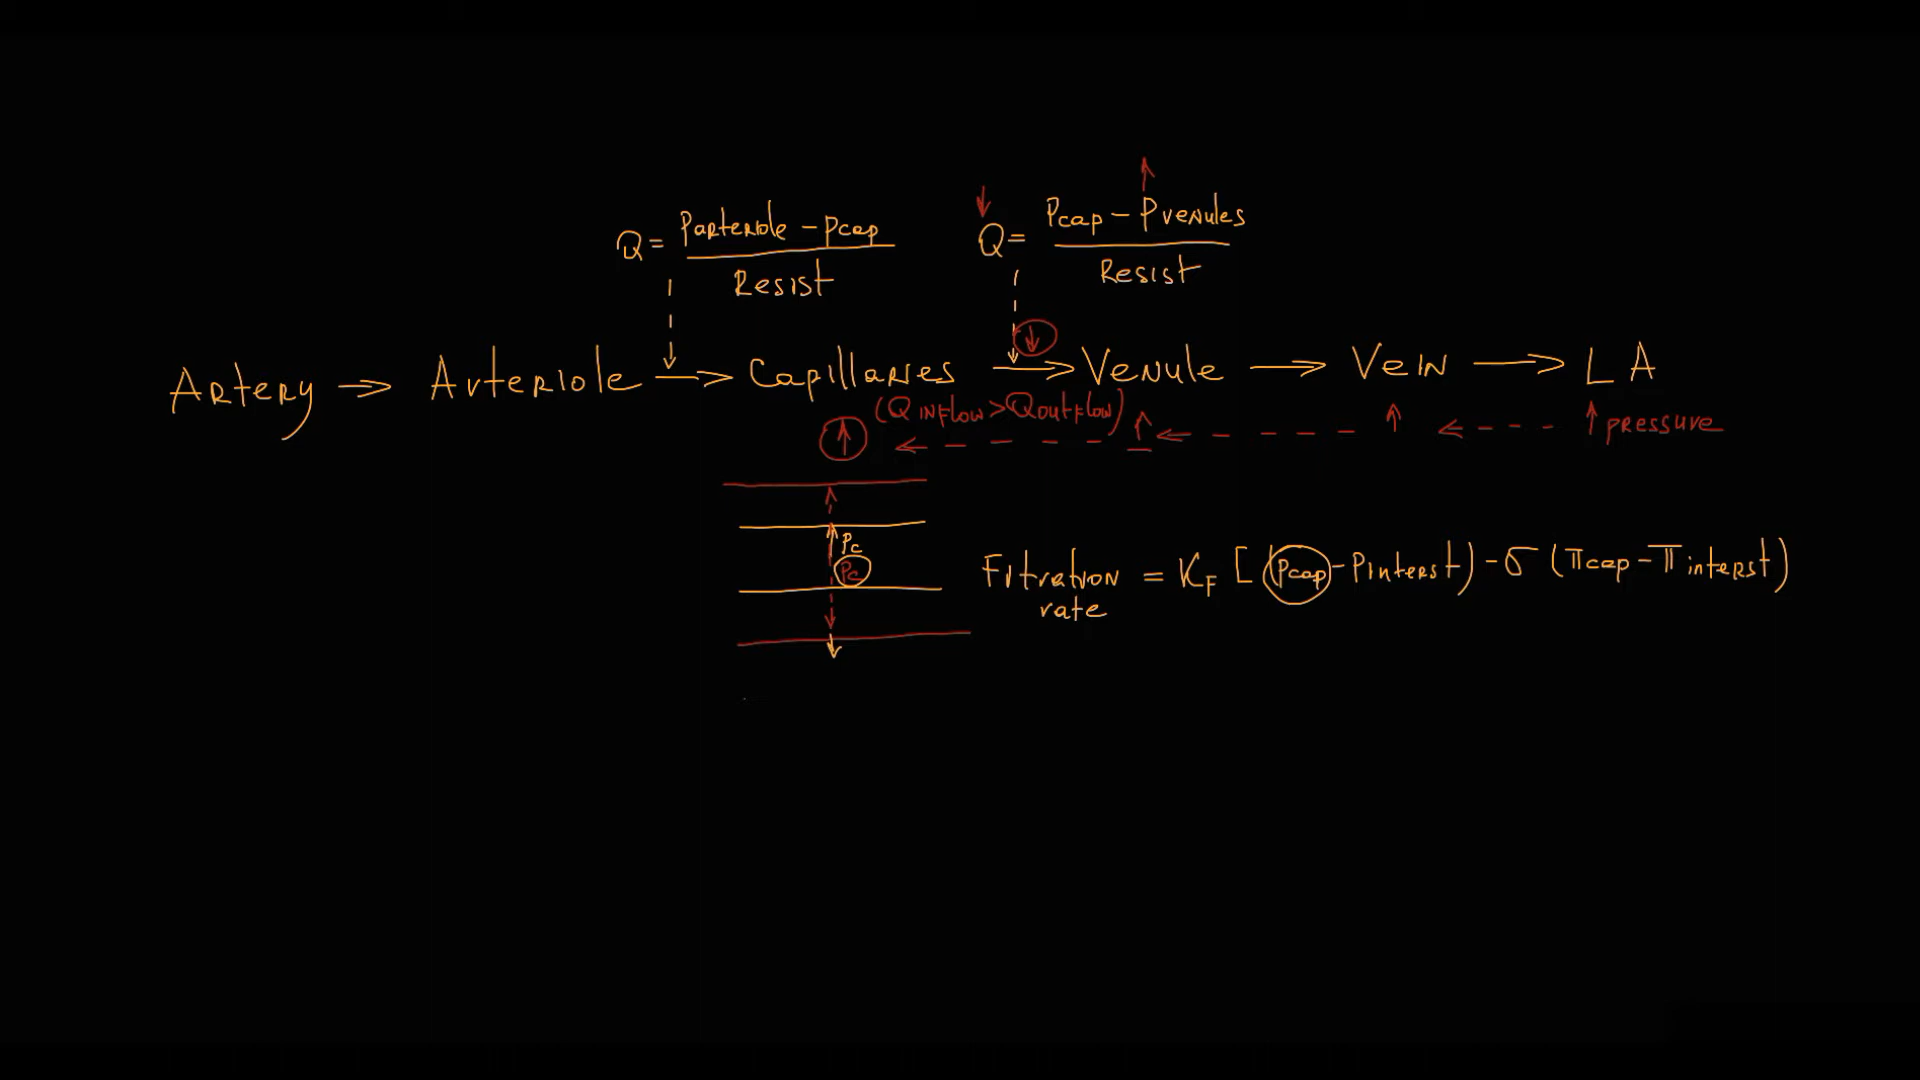 Q = Parteriole - Pcap
Resist
↓
Q =
Pcap - Pvenules ↑
Resist
Artery → Arteriole → Capillaries → ↓ Venule → Vein → LA
(Q inflow > Q outflow)
↑ ← - - - ↑ ← - - - ↑ ← - - - ↑ pressure
Pc
Pc
Filtration rate = KF [(Pcap - Pinterst) - σ (πcap - πinterst)